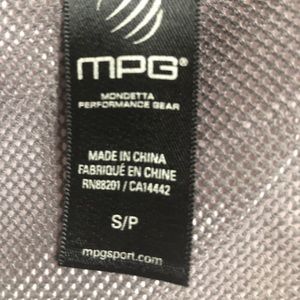 MPG®
MONDETTA
PERFORMANCE GEAR
MADE IN CHINA
FABRIQUÉ EN CHINE
RN88201 / CA14442
S/P
mpgsport.com